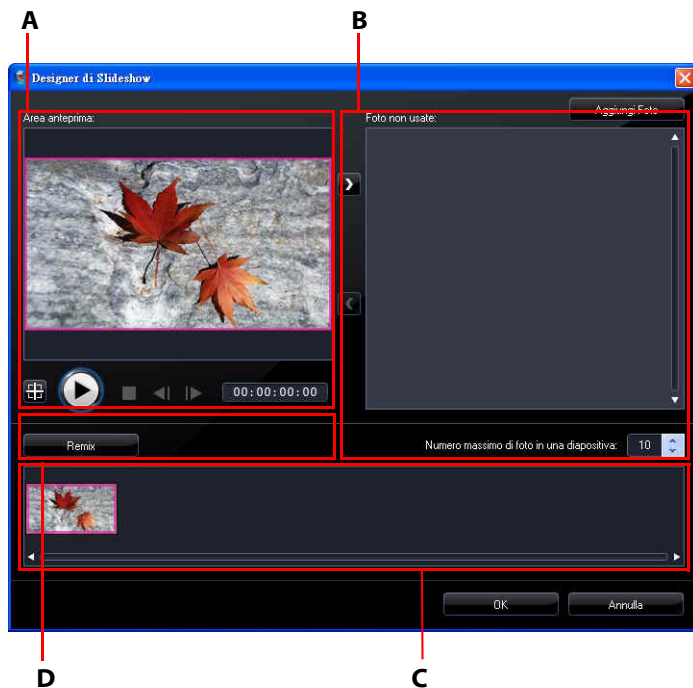 A
B
Designer di Slideshow
Aggiungi Foto
Area anteprima:
Foto non usate:
00:00:00:00
Remix
Numero massimo di foto in una diapositiva:
10
OK
Annulla
D
C